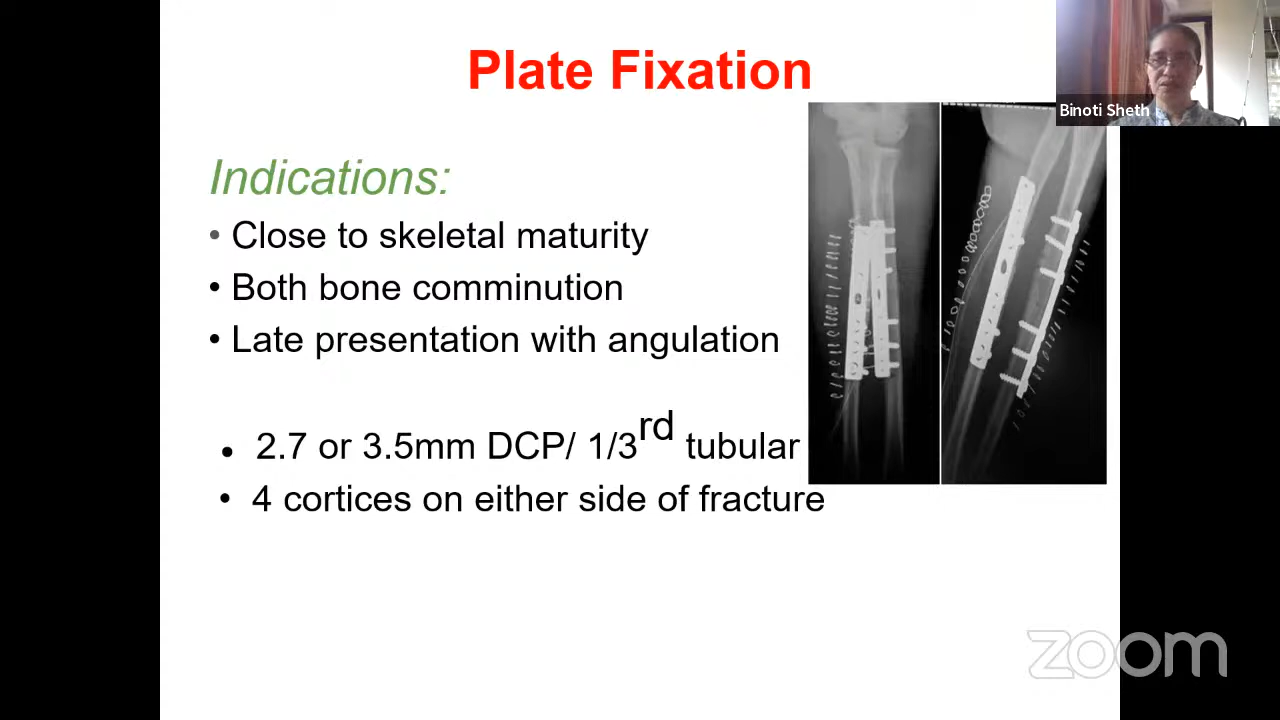 Plate Fixation
Binoti Sheth
Indications:
• Close to skeletal maturity
• Both bone comminution
• Late presentation with angulation
• 2.7 or 3.5mm DCP/ 1/3rd tubular
• 4 cortices on either side of fracture
zoom